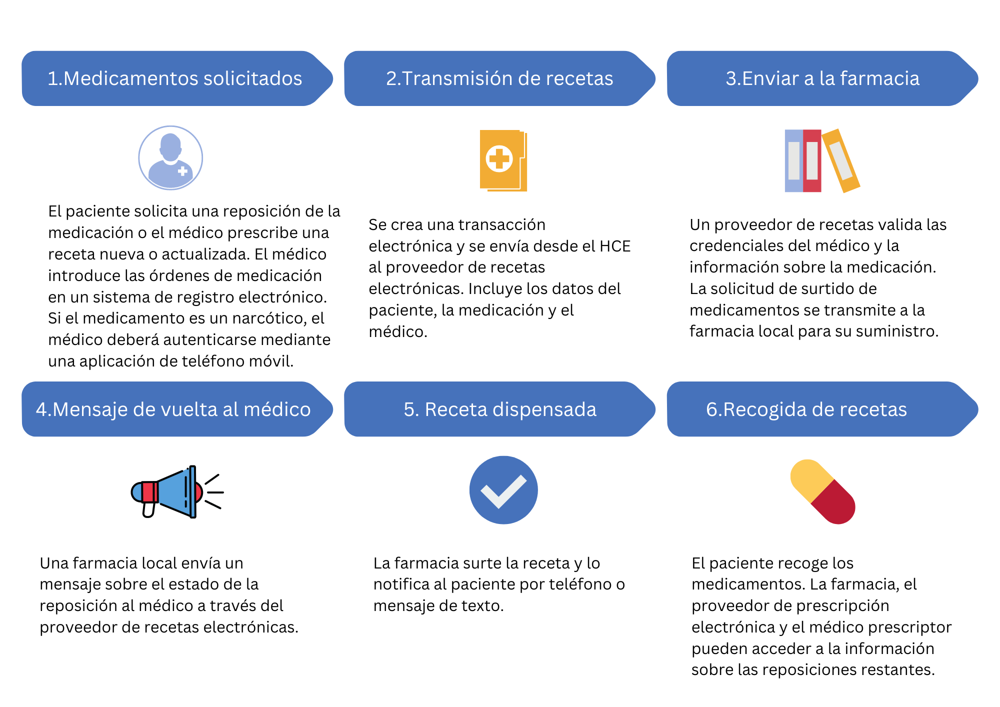 1.Medicamentos solicitados
El paciente solicita una reposición de la
medicación o el médico prescribe una
receta nueva o actualizada. El médico
introduce las órdenes de medicación
en un sistema de registro electrónico.
Si el medicamento es un narcótico, el
médico deberá autenticarse mediante
una aplicación de teléfono móvil.
2.Transmisión de recetas
Se crea una transacción
electrónica y se envía desde el HCE
al proveedor de recetas
electrónicas. Incluye los datos del
paciente, la medicación y el
médico.
3.Enviar a la farmacia
Un proveedor de recetas valida las
credenciales del médico y la
información sobre la medicación.
La solicitud de surtido de
medicamentos se transmite a la
farmacia local para su suministro.
4.Mensaje de vuelta al médico
Una farmacia local envía un
mensaje sobre el estado de la
reposición al médico a través del
proveedor de recetas electrónicas.
5. Receta dispensada
La farmacia surte la receta y lo
notifica al paciente por teléfono o
mensaje de texto.
6.Recogida de recetas
El paciente recoge los
medicamentos. La farmacia, el
proveedor de prescripción
electrónica y el médico prescriptor
pueden acceder a la información
sobre las reposiciones restantes.